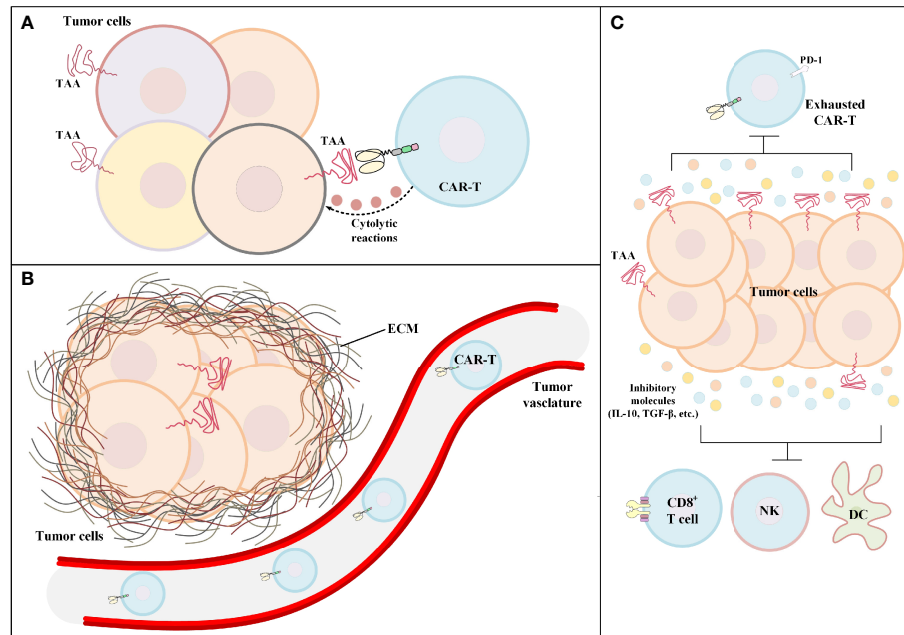 A
Tumor cells
TAA
TAA
TAA
CAR-T
Cytolytic
reactions
B
ECM
CAR-T
Tumor
vasclature
Tumor cells
C
PD-1
Exhausted
CAR-T
TAA
Tumor cells
Inhibitory
molecules
(IL-10, TGF-β, etc.)
CD8⁺
T cell
NK
DC